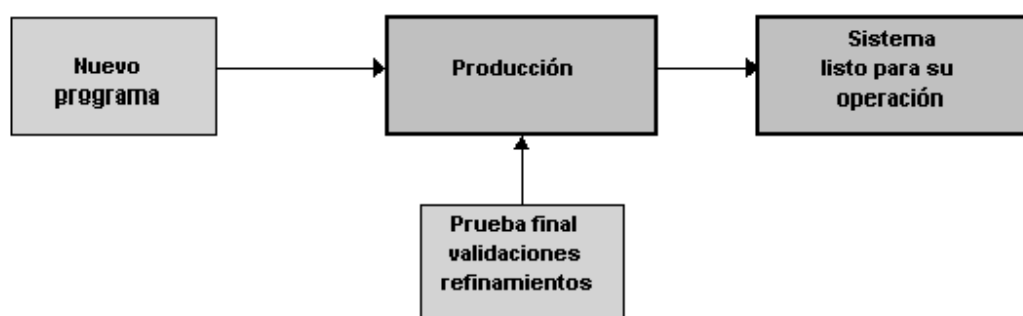 Nuevo
programa
Producción
Sistema
listo para su
operación
Prueba final
validaciones
refinamientos